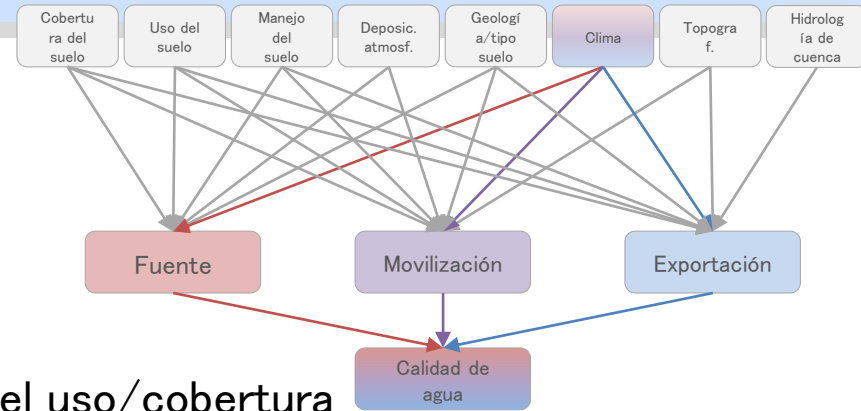 Cobertu
ra del
suelo
Uso del
suelo
Manejo
del
suelo
Deposic.
atmosf.
Geologí
a/tipo
suelo
Clima
Topogra
f.
Hidrolog
ía de
cuenca
Fuente
Movilización
Exportación
Calidad de
agua
el uso/cobertura